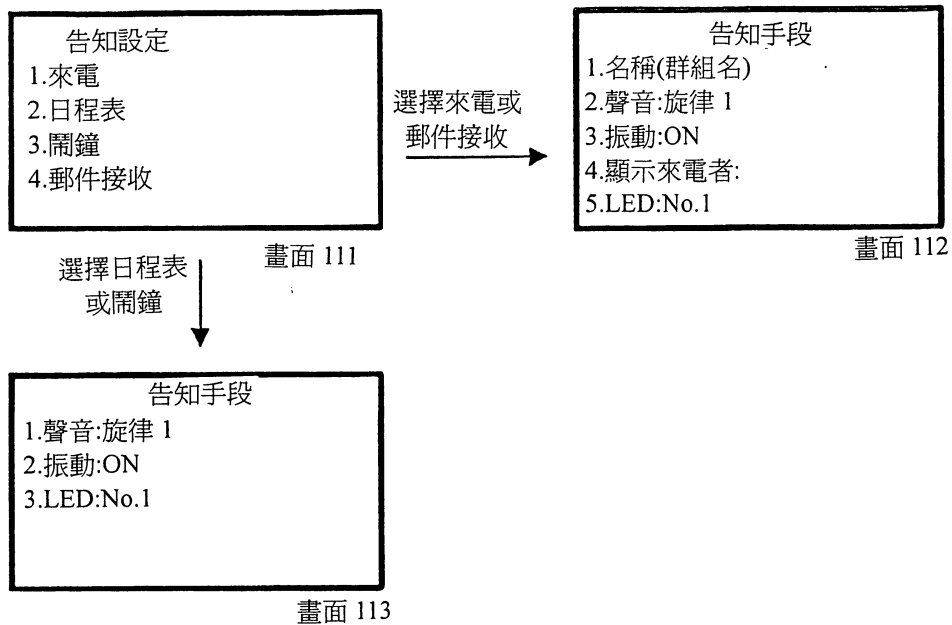 告知設定
1.來電
2.日程表
3.鬧鐘
4.郵件接收
畫面 111
選擇來電或
郵件接收
告知手段
1.名稱(群組名)
2.聲音:旋律 1
3.振動:ON
4.顯示來電者:
5.LED:No.1
畫面 112
選擇日程表
或鬧鐘
告知手段
1.聲音:旋律 1
2.振動:ON
3.LED:No.1
畫面 113